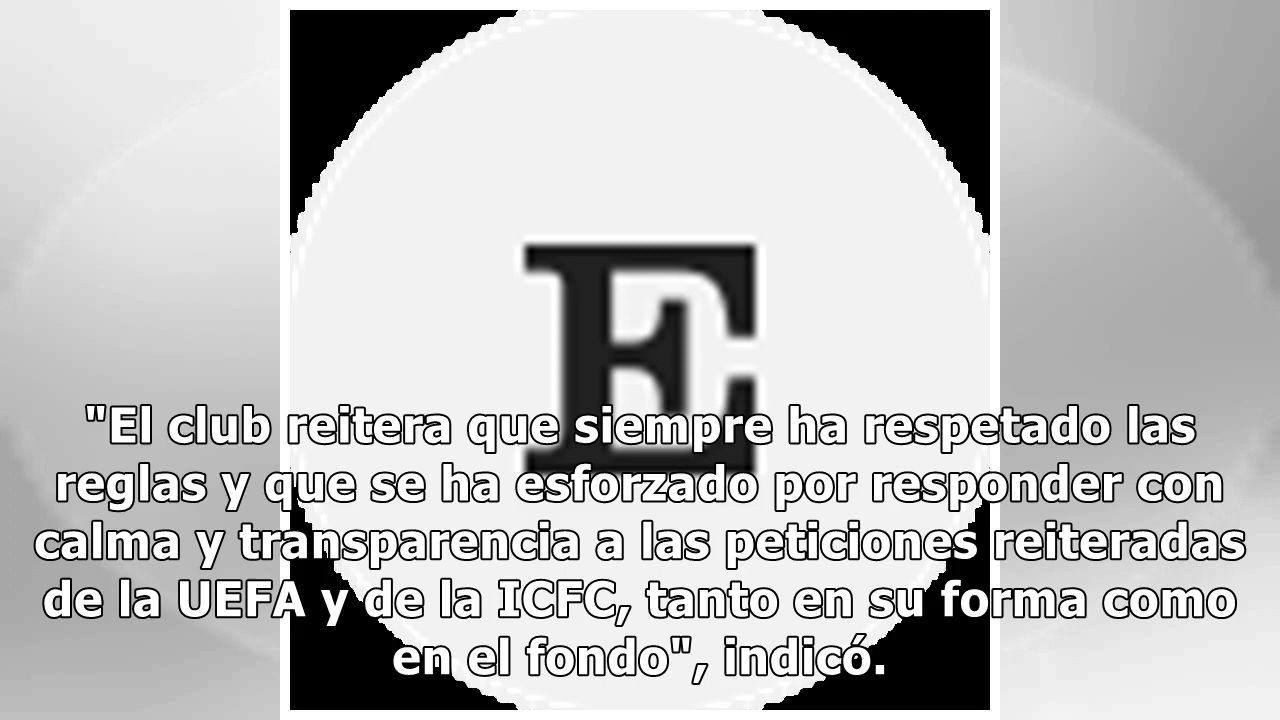 E
"El club reitera que siempre ha respetado las
reglas y que se ha esforzado por responder con
calma y transparencia a las peticiones reiteradas
de la UEFA y de la ICFC, tanto en su forma como
en el fondo", indicó.